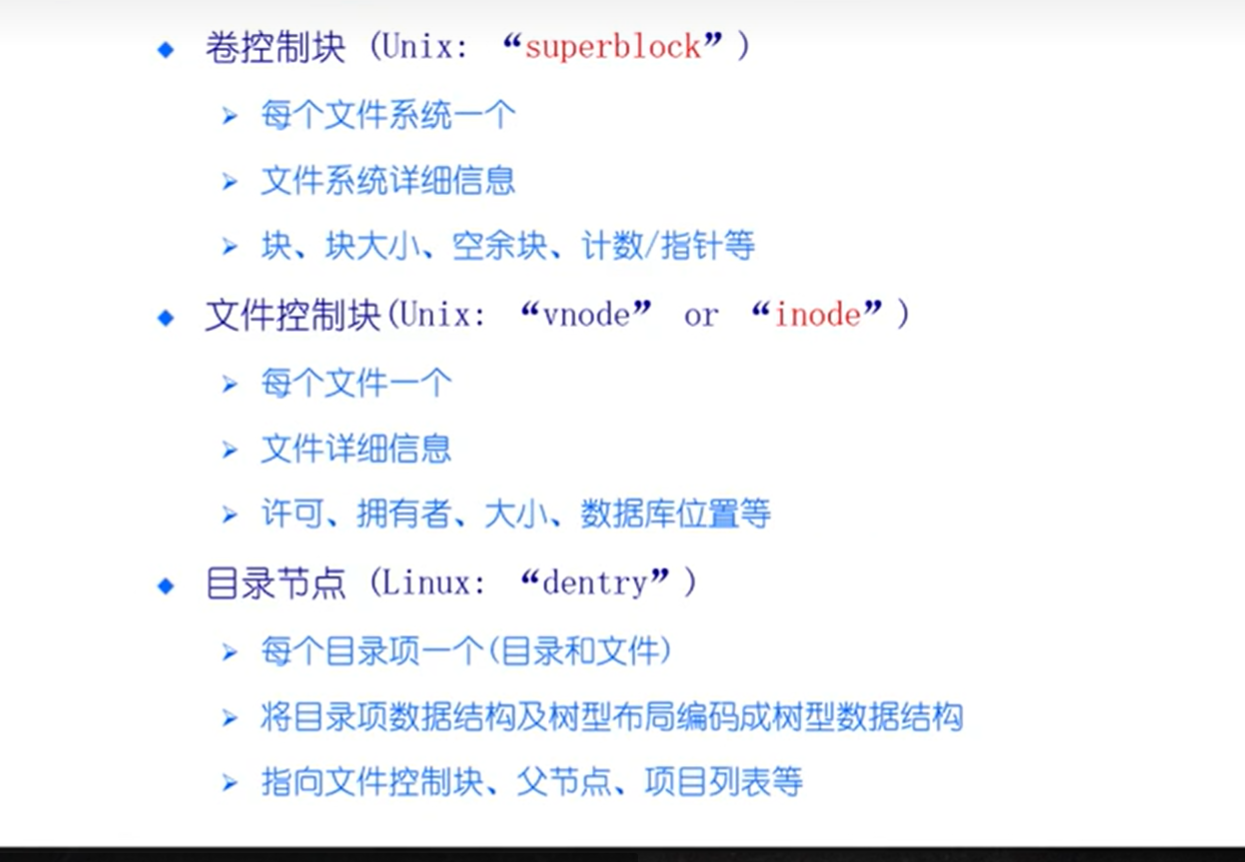 卷控制块 (Unix: “superblock”)
每个文件系统一个
文件系统详细信息
块、块大小、空余块、计数/指针等
文件控制块(Unix: “vnode” or “inode”)
每个文件一个
文件详细信息
许可、拥有者、大小、数据库位置等
目录节点 (Linux: “dentry”)
每个目录项一个(目录和文件)
将目录项数据结构及树型布局编码成树型数据结构
指向文件控制块、父节点、项目列表等